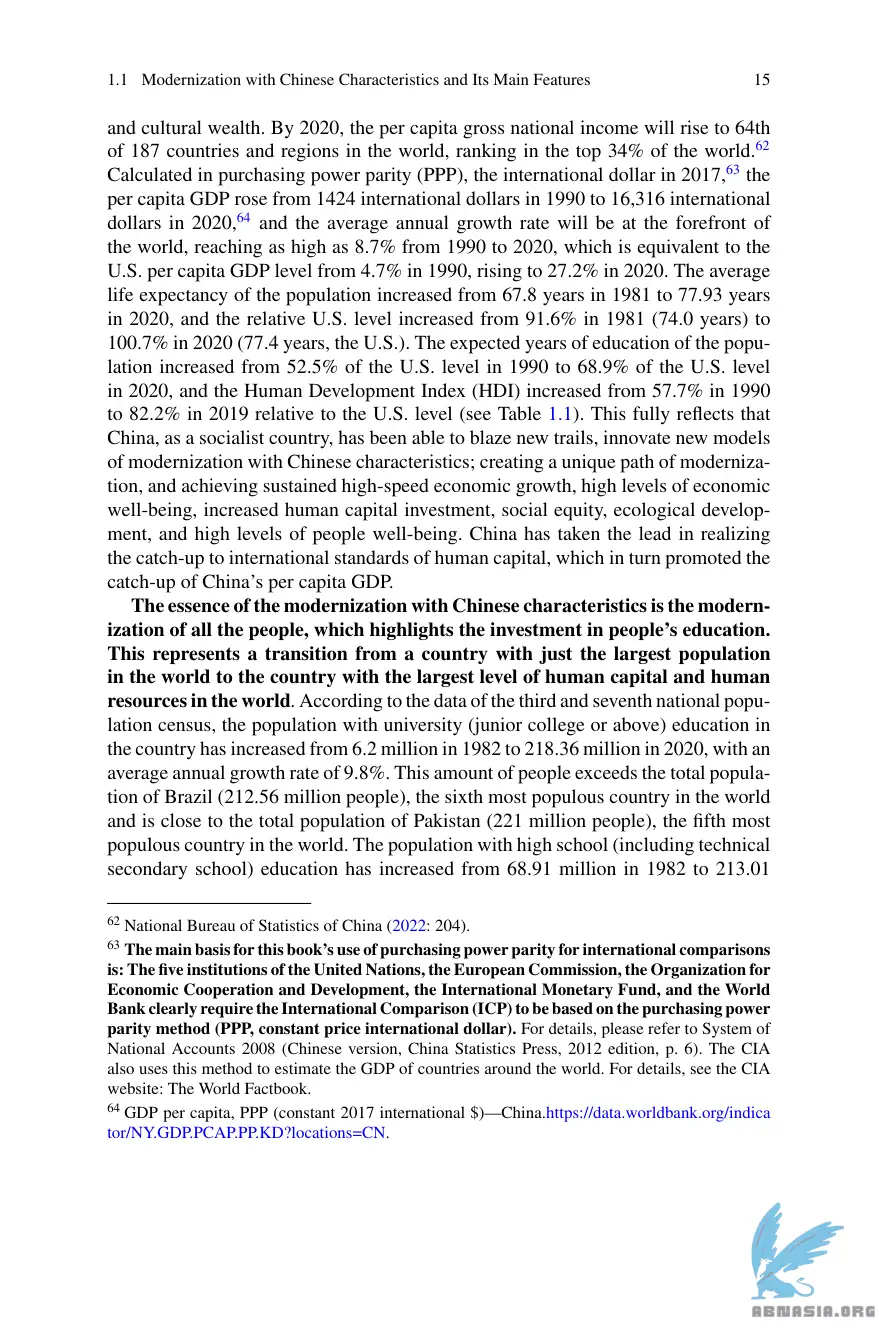 1.1 Modernization with Chinese Characteristics and Its Main Features 15
and cultural wealth. By 2020, the per capita gross national income will rise to 64th
of 187 countries and regions in the world, ranking in the top 34% of the world.62
Calculated in purchasing power parity (PPP), the international dollar in 2017,63 the
per capita GDP rose from 1424 international dollars in 1990 to 16,316 international
dollars in 2020,64 and the average annual growth rate will be at the forefront of
the world, reaching as high as 8.7% from 1990 to 2020, which is equivalent to the
U.S. per capita GDP level from 4.7% in 1990, rising to 27.2% in 2020. The average
life expectancy of the population increased from 67.8 years in 1981 to 77.93 years
in 2020, and the relative U.S. level increased from 91.6% in 1981 (74.0 years) to
100.7% in 2020 (77.4 years, the U.S.). The expected years of education of the popu-
lation increased from 52.5% of the U.S. level in 1990 to 68.9% of the U.S. level
in 2020, and the Human Development Index (HDI) increased from 57.7% in 1990
to 82.2% in 2019 relative to the U.S. level (see Table 1.1). This fully reflects that
China, as a socialist country, has been able to blaze new trails, innovate new models
of modernization with Chinese characteristics; creating a unique path of moderniza-
tion, and achieving sustained high-speed economic growth, high levels of economic
well-being, increased human capital investment, social equity, ecological develop-
ment, and high levels of people well-being. China has taken the lead in realizing
the catch-up to international standards of human capital, which in turn promoted the
catch-up of China's per capita GDP.
The essence of the modernization with Chinese characteristics is the modern-
ization of all the people, which highlights the investment in people's education.
This represents a transition from a country with just the largest population
in the world to the country with the largest level of human capital and human
resources in the world. According to the data of the third and seventh national popu-
lation census, the population with university (junior college or above) education in
the country has increased from 6.2 million in 1982 to 218.36 million in 2020, with an
average annual growth rate of 9.8%. This amount of people exceeds the total popula-
tion of Brazil (212.56 million people), the sixth most populous country in the world
and is close to the total population of Pakistan (221 million people), the fifth most
populous country in the world. The population with high school (including technical
secondary school) education has increased from 68.91 million in 1982 to 213.01
62 National Bureau of Statistics of China (2022: 204).
63 The main basis for this book's use of purchasing power parity for international comparisons
is: The five institutions of the United Nations, the European Commission, the Organization for
Economic Cooperation and Development, the International Monetary Fund, and the World
Bank clearly require the International Comparison (ICP) to be based on the purchasing power
parity method (PPP, constant price international dollar). For details, please refer to System of
National Accounts 2008 (Chinese version, China Statistics Press, 2012 edition, p. 6). The CIA
also uses this method to estimate the GDP of countries around the world. For details, see the CIA
website: The World Factbook.
64 GDP per capita, PPP (constant 2017 international $)—China.https://data.worldbank.org/indica
tor/NY.GDP.PCAP.PP.KD?locations=CN.
ABNASIA.ORG